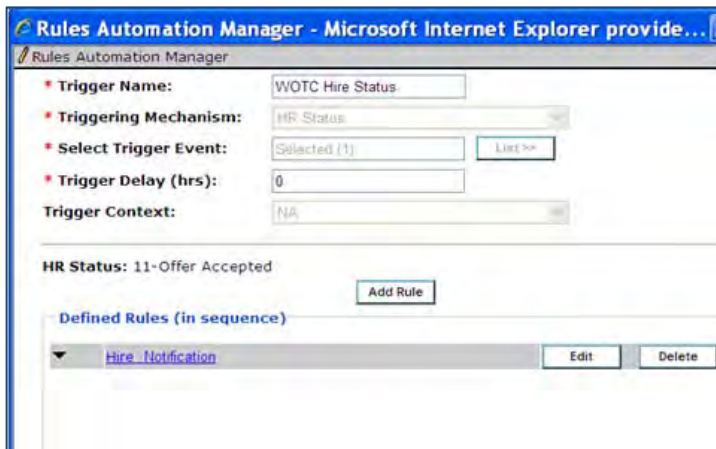 Rules Automation Manager - Microsoft Internet Explorer provide...
Rules Automation Manager
* Trigger Name: WOTC Hire Status
* Triggering Mechanism: HR Status
* Select Trigger Event: Selected (1) List >>
* Trigger Delay (hrs): 0
Trigger Context: NA
HR Status: 11-Offer Accepted
Add Rule
Defined Rules (in sequence)
Hire Notification Edit Delete